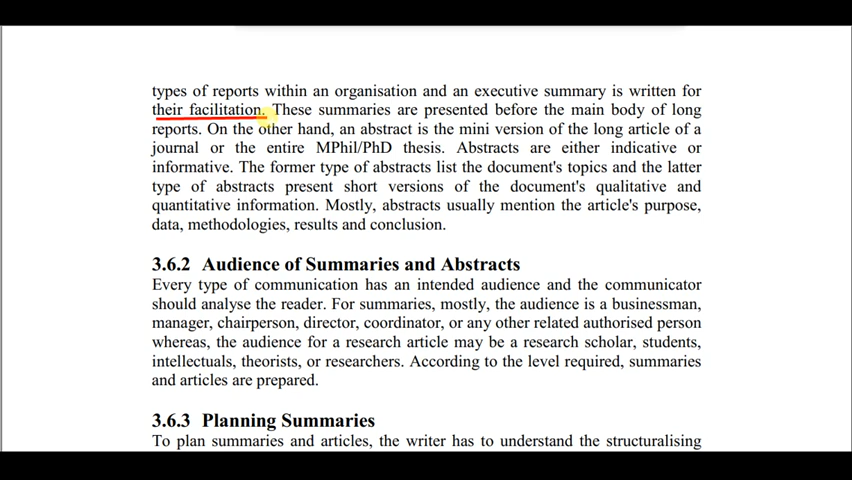 types of reports within an organisation and an executive summary is written for
their facilitation. These summaries are presented before the main body of long
reports. On the other hand, an abstract is the mini version of the long article of a
journal or the entire MPhil/PhD thesis. Abstracts are either indicative or
informative. The former type of abstracts list the document's topics and the latter
type of abstracts present short versions of the document's qualitative and
quantitative information. Mostly, abstracts usually mention the article's purpose,
data, methodologies, results and conclusion.
3.6.2 Audience of Summaries and Abstracts
Every type of communication has an intended audience and the communicator
should analyse the reader. For summaries, mostly, the audience is a businessman,
manager, chairperson, director, coordinator, or any other related authorised person
whereas, the audience for a research article may be a research scholar, students,
intellectuals, theorists, or researchers. According to the level required, summaries
and articles are prepared.
3.6.3 Planning Summaries
To plan summaries and articles, the writer has to understand the structuralising